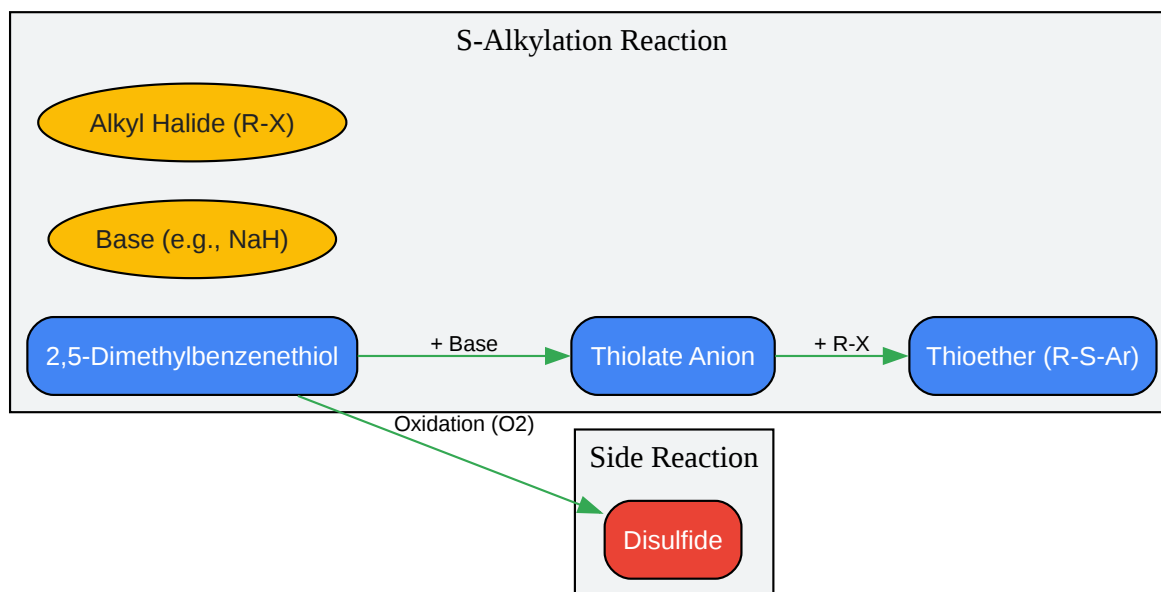 S-Alkylation Reaction
Alkyl Halide (R-X)
Base (e.g., NaH)
2,5-Dimethylbenzenethiol
+ Base
Thiolate Anion
+ R-X
Thioether (R-S-Ar)
Oxidation (O2)
Side Reaction
Disulfide